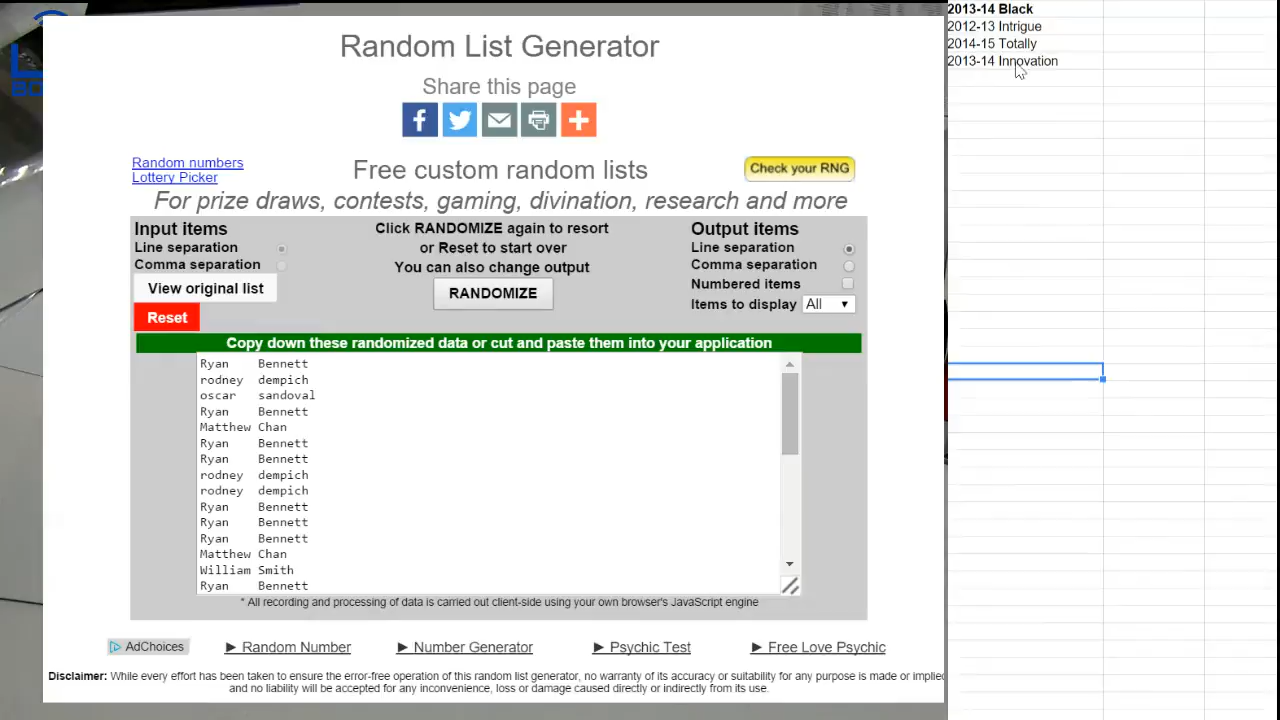 Random List Generator
Share this page
Random numbers
Lottery Picker
Free custom random lists
Check your RNG
For prize draws, contests, gaming, divination, research and more
Input items
Line separation
Comma separation
View original list
Reset
Click RANDOMIZE again to resort
or Reset to start over
You can also change output
RANDOMIZE
Output items
Line separation
Comma separation
Numbered items
Items to display All
Copy down these randomized data or cut and paste them into your application
Ryan Bennett
rodney dempich
oscar sandoval
Ryan Bennett
Matthew Chan
Ryan Bennett
Ryan Bennett
rodney dempich
rodney dempich
Ryan Bennett
Ryan Bennett
Ryan Bennett
Matthew Chan
William Smith
Ryan Bennett
* All recording and processing of data is carried out client-side using your own browser's JavaScript engine
AdChoices
► Random Number
► Number Generator
► Psychic Test
► Free Love Psychic
Disclaimer: While every effort has been taken to ensure the error-free operation of this random list generator, no warranty of its accuracy or suitability for any purpose is made or implied
and no liability will be accepted for any inconvenience, loss or damage caused directly or indirectly from its use.
2013-14 Black
2012-13 Intrigue
2014-15 Totally
2013-14 Innovation